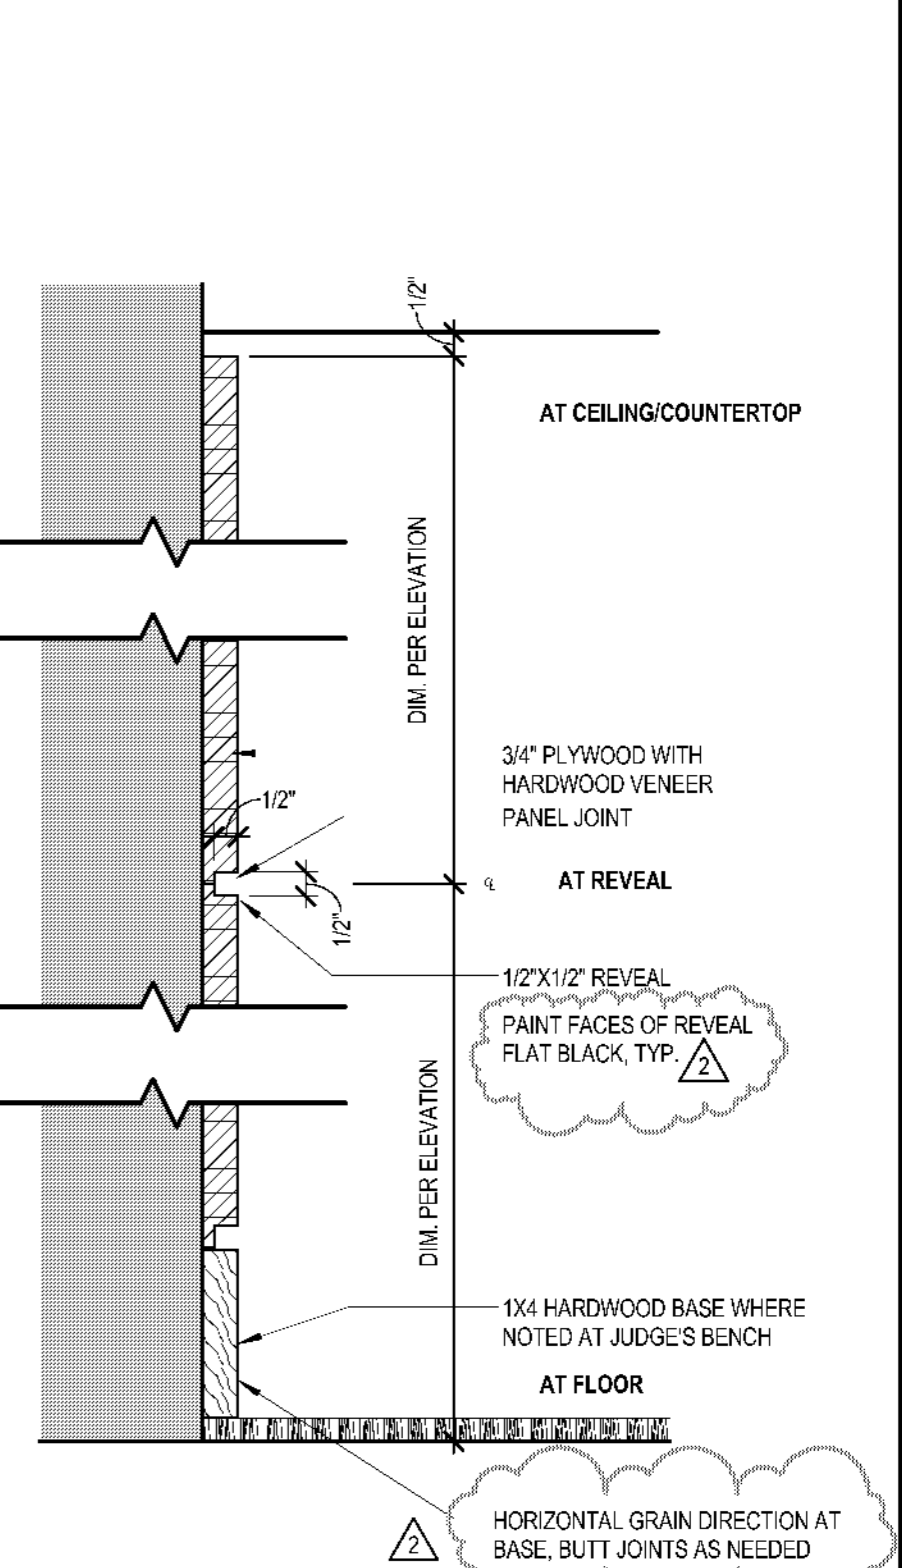 1/2"
AT CEILING/COUNTERTOP
DIM. PER ELEVATION
3/4" PLYWOOD WITH
HARDWOOD VENEER
PANEL JOINT
1/2"
℄ AT REVEAL
1/2"
1/2"X1/2" REVEAL
PAINT FACES OF REVEAL
FLAT BLACK, TYP. 2
DIM. PER ELEVATION
1X4 HARDWOOD BASE WHERE
NOTED AT JUDGE'S BENCH
AT FLOOR
HORIZONTAL GRAIN DIRECTION AT
2 BASE, BUTT JOINTS AS NEEDED